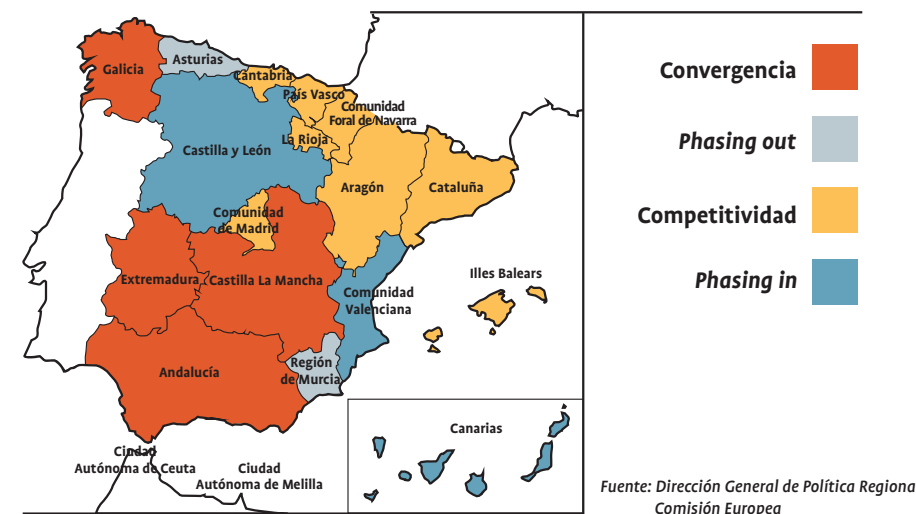 Galicia
Asturias
Cantabria
País Vasco
Comunidad
Foral de Navarra
La Rioja
Castilla y León
Aragón
Cataluña
Comunidad
de Madrid
Extremadura
Castilla La Mancha
Comunidad
Valenciana
Illes Balears
Andalucía
Región
de Murcia
Canarias
Ciudad
Autónoma de Ceuta
Ciudad
Autónoma de Melilla
Convergencia
Phasing out
Competitividad
Phasing in
Fuente: Dirección General de Política Regiona
Comisión Europea